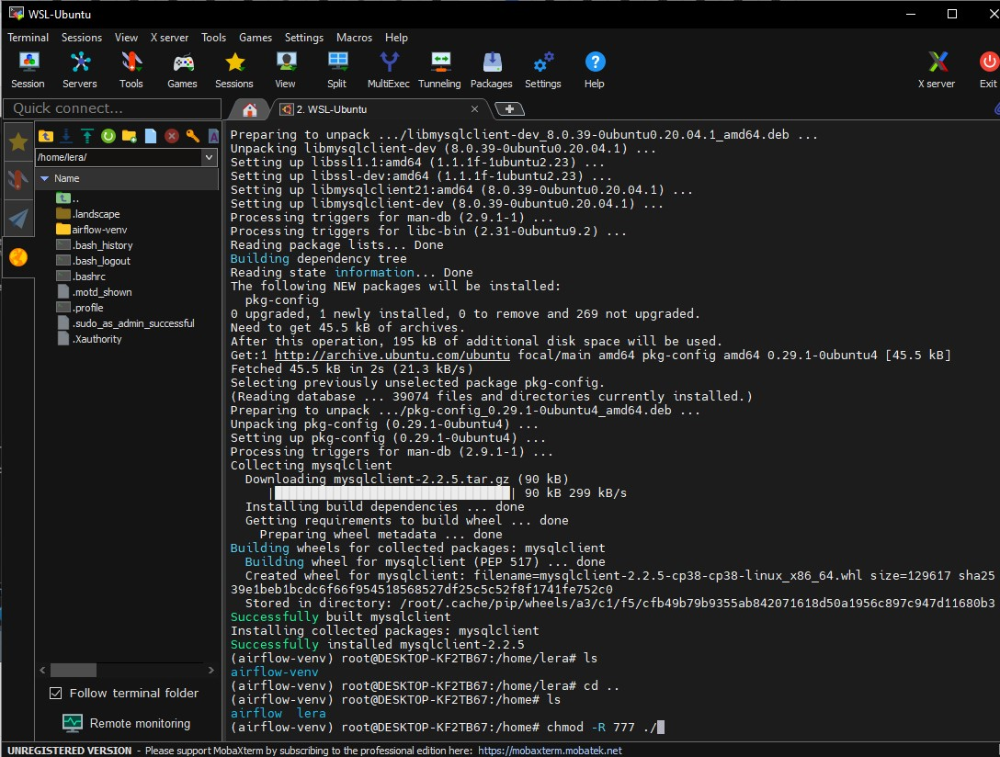 WSL-Ubuntu
Terminal Sessions View X server Tools Games Settings Macros Help
Session Servers Tools Games Sessions View Split MultiExec Tunneling Packages Settings Help X server Exit
Quick connect...
2. WSL-Ubuntu
/home/lera/
Name
..
.landscape
airflow-venv
.bash_history
.bash_logout
.bashrc
.motd_shown
.profile
.sudo_as_admin_successful
.Xauthority
Follow terminal folder
Remote monitoring
Preparing to unpack .../libmysqlclient-dev_8.0.39-0ubuntu0.20.04.1_amd64.deb ...
Unpacking libmysqlclient-dev (8.0.39-0ubuntu0.20.04.1) ...
Setting up libssl1.1:amd64 (1.1.1f-1ubuntu2.23) ...
Setting up libssl-dev:amd64 (1.1.1f-1ubuntu2.23) ...
Setting up libmysqlclient21:amd64 (8.0.39-0ubuntu0.20.04.1) ...
Setting up libmysqlclient-dev (8.0.39-0ubuntu0.20.04.1) ...
Processing triggers for man-db (2.9.1-1) ...
Processing triggers for libc-bin (2.31-0ubuntu9.2) ...
Reading package lists... Done
Building dependency tree
Reading state information... Done
The following NEW packages will be installed:
pkg-config
0 upgraded, 1 newly installed, 0 to remove and 269 not upgraded.
Need to get 45.5 kB of archives.
After this operation, 195 kB of additional disk space will be used.
Get:1 http://archive.ubuntu.com/ubuntu focal/main amd64 pkg-config amd64 0.29.1-0ubuntu4 [45.5 kB]
Fetched 45.5 kB in 2s (21.3 kB/s)
Selecting previously unselected package pkg-config.
(Reading database ... 39074 files and directories currently installed.)
Preparing to unpack .../pkg-config_0.29.1-0ubuntu4_amd64.deb ...
Unpacking pkg-config (0.29.1-0ubuntu4) ...
Setting up pkg-config (0.29.1-0ubuntu4) ...
Processing triggers for man-db (2.9.1-1) ...
Collecting mysqlclient
Downloading mysqlclient-2.2.5.tar.gz (90 kB)
| | 90 kB 299 kB/s
Installing build dependencies ... done
Getting requirements to build wheel ... done
Preparing wheel metadata ... done
Building wheels for collected packages: mysqlclient
Building wheel for mysqlclient (PEP 517) ... done
Created wheel for mysqlclient: filename=mysqlclient-2.2.5-cp38-cp38-linux_x86_64.whl size=129617 sha25
39e1beb1bcdc6f66f954518568527df25c5c52f8f1741fe752c0
Stored in directory: /root/.cache/pip/wheels/a3/c1/f5/cfb49b79b9355ab842071618d50a1956c897c947d11680b3
Successfully built mysqlclient
Installing collected packages: mysqlclient
Successfully installed mysqlclient-2.2.5
(airflow-venv) root@DESKTOP-KF2TB67:/home/lera# ls
airflow-venv
(airflow-venv) root@DESKTOP-KF2TB67:/home/lera# cd ..
(airflow-venv) root@DESKTOP-KF2TB67:/home# ls
airflow lera
(airflow-venv) root@DESKTOP-KF2TB67:/home# chmod -R 777 ./
UNREGISTERED VERSION - Please support MobaXterm by subscribing to the professional edition here: https://mobaxterm.mobatek.net